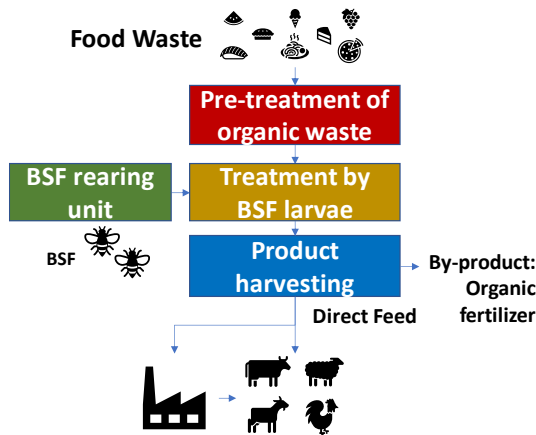 Food Waste
Pre-treatment of
organic waste
BSF rearing
unit
Treatment by
BSF larvae
BSF
Product
harvesting
By-product:
Organic
fertilizer
Direct Feed